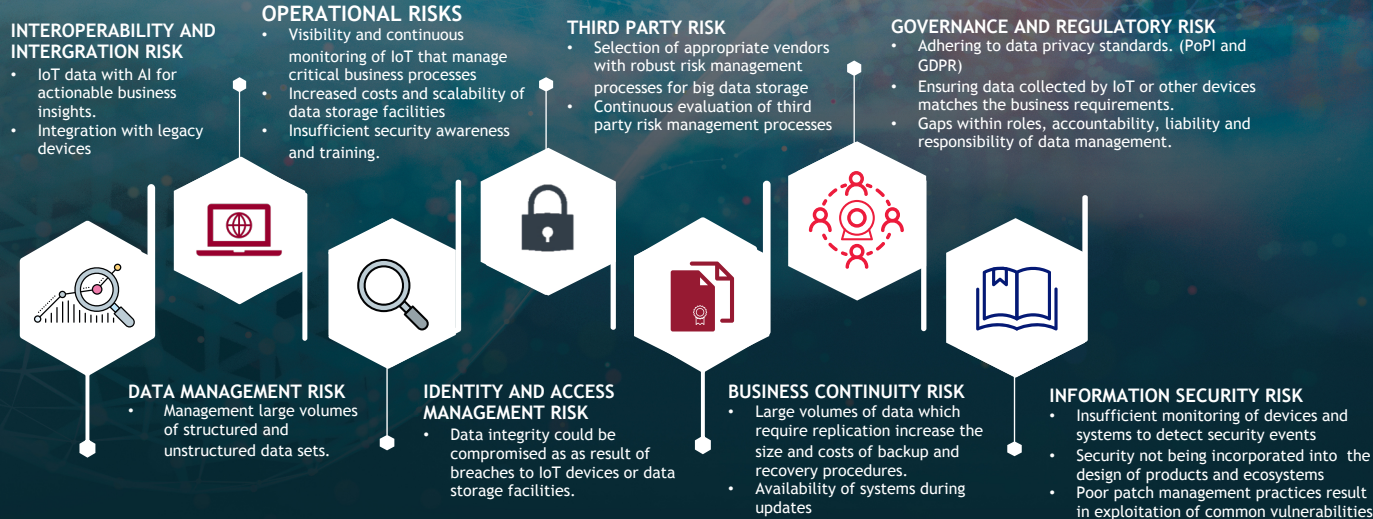 INTEROPERABILITY AND
INTERGRATION RISK
• IoT data with AI for
actionable business
insights.
• Integration with legacy
devices
OPERATIONAL RISKS
• Visibility and continuous
monitoring of IoT that manage
critical business processes
• Increased costs and scalability of
data storage facilities
• Insufficient security awareness
and training.
THIRD PARTY RISK
• Selection of appropriate vendors
with robust risk management
processes for big data storage
• Continuous evaluation of third
party risk management processes
GOVERNANCE AND REGULATORY RISK
• Adhering to data privacy standards. (PoPI and
GDPR)
• Ensuring data collected by IoT or other devices
matches the business requirements.
• Gaps within roles, accountability, liability and
responsibility of data management.
DATA MANAGEMENT RISK
• Management large volumes
of structured and
unstructured data sets.
IDENTITY AND ACCESS
MANAGEMENT RISK
• Data integrity could be
compromised as as result of
breaches to IoT devices or data
storage facilities.
BUSINESS CONTINUITY RISK
• Large volumes of data which
require replication increase the
size and costs of backup and
recovery procedures.
• Availability of systems during
updates
INFORMATION SECURITY RISK
• Insufficient monitoring of devices and
systems to detect security events
• Security not being incorporated into the
design of products and ecosystems
• Poor patch management practices result
in exploitation of common vulnerabilities